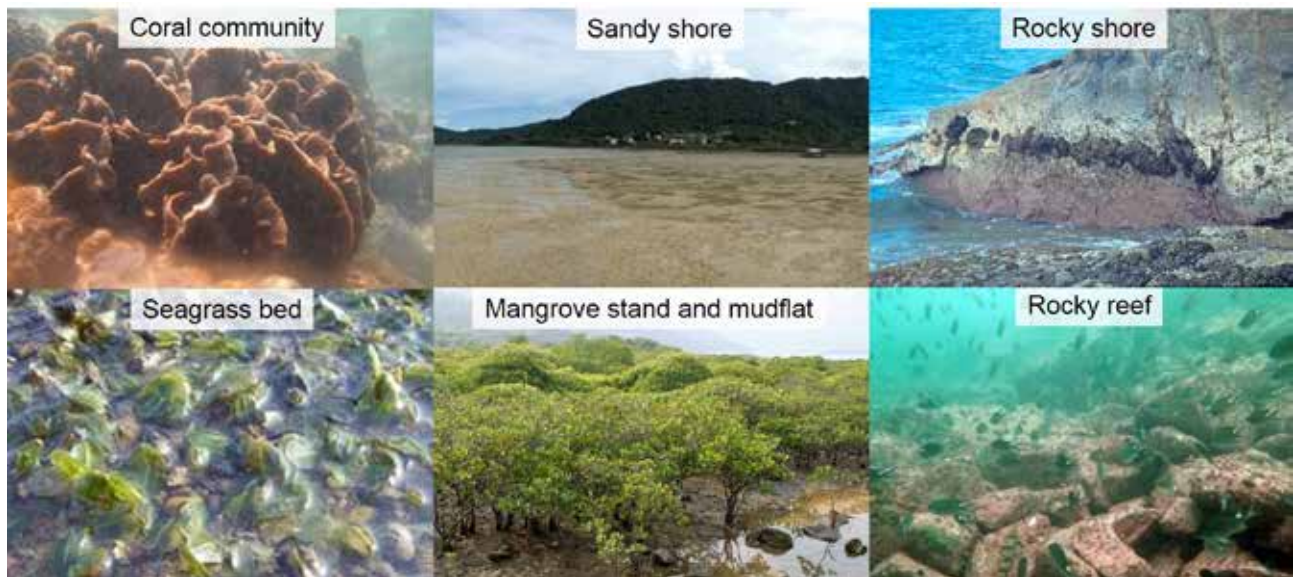 Coral community
Sandy shore
Rocky shore
Seagrass bed
Mangrove stand and mudflat
Rocky reef